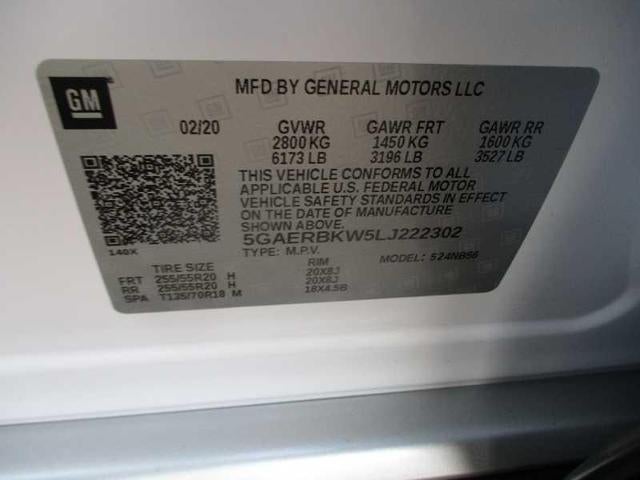 GM
MFD BY GENERAL MOTORS LLC
02/20 GVWR GAWR FRT GAWR RR
2800 KG 1450 KG 1600 KG
6173 LB 3196 LB 3527 LB
THIS VEHICLE CONFORMS TO ALL
APPLICABLE U.S. FEDERAL MOTOR
VEHICLE SAFETY STANDARDS IN EFFECT
ON THE DATE OF MANUFACTURE
SHOWN ABOVE.
5GAERBKW5LJ222302
140X
TYPE: M.P.V. MODEL: 524NB56
TIRE SIZE RIM
FRT 255/55R20 H 20X8J
RR 255/55R20 H 20X8J
SPA T135/70R18 M 18X4.5B